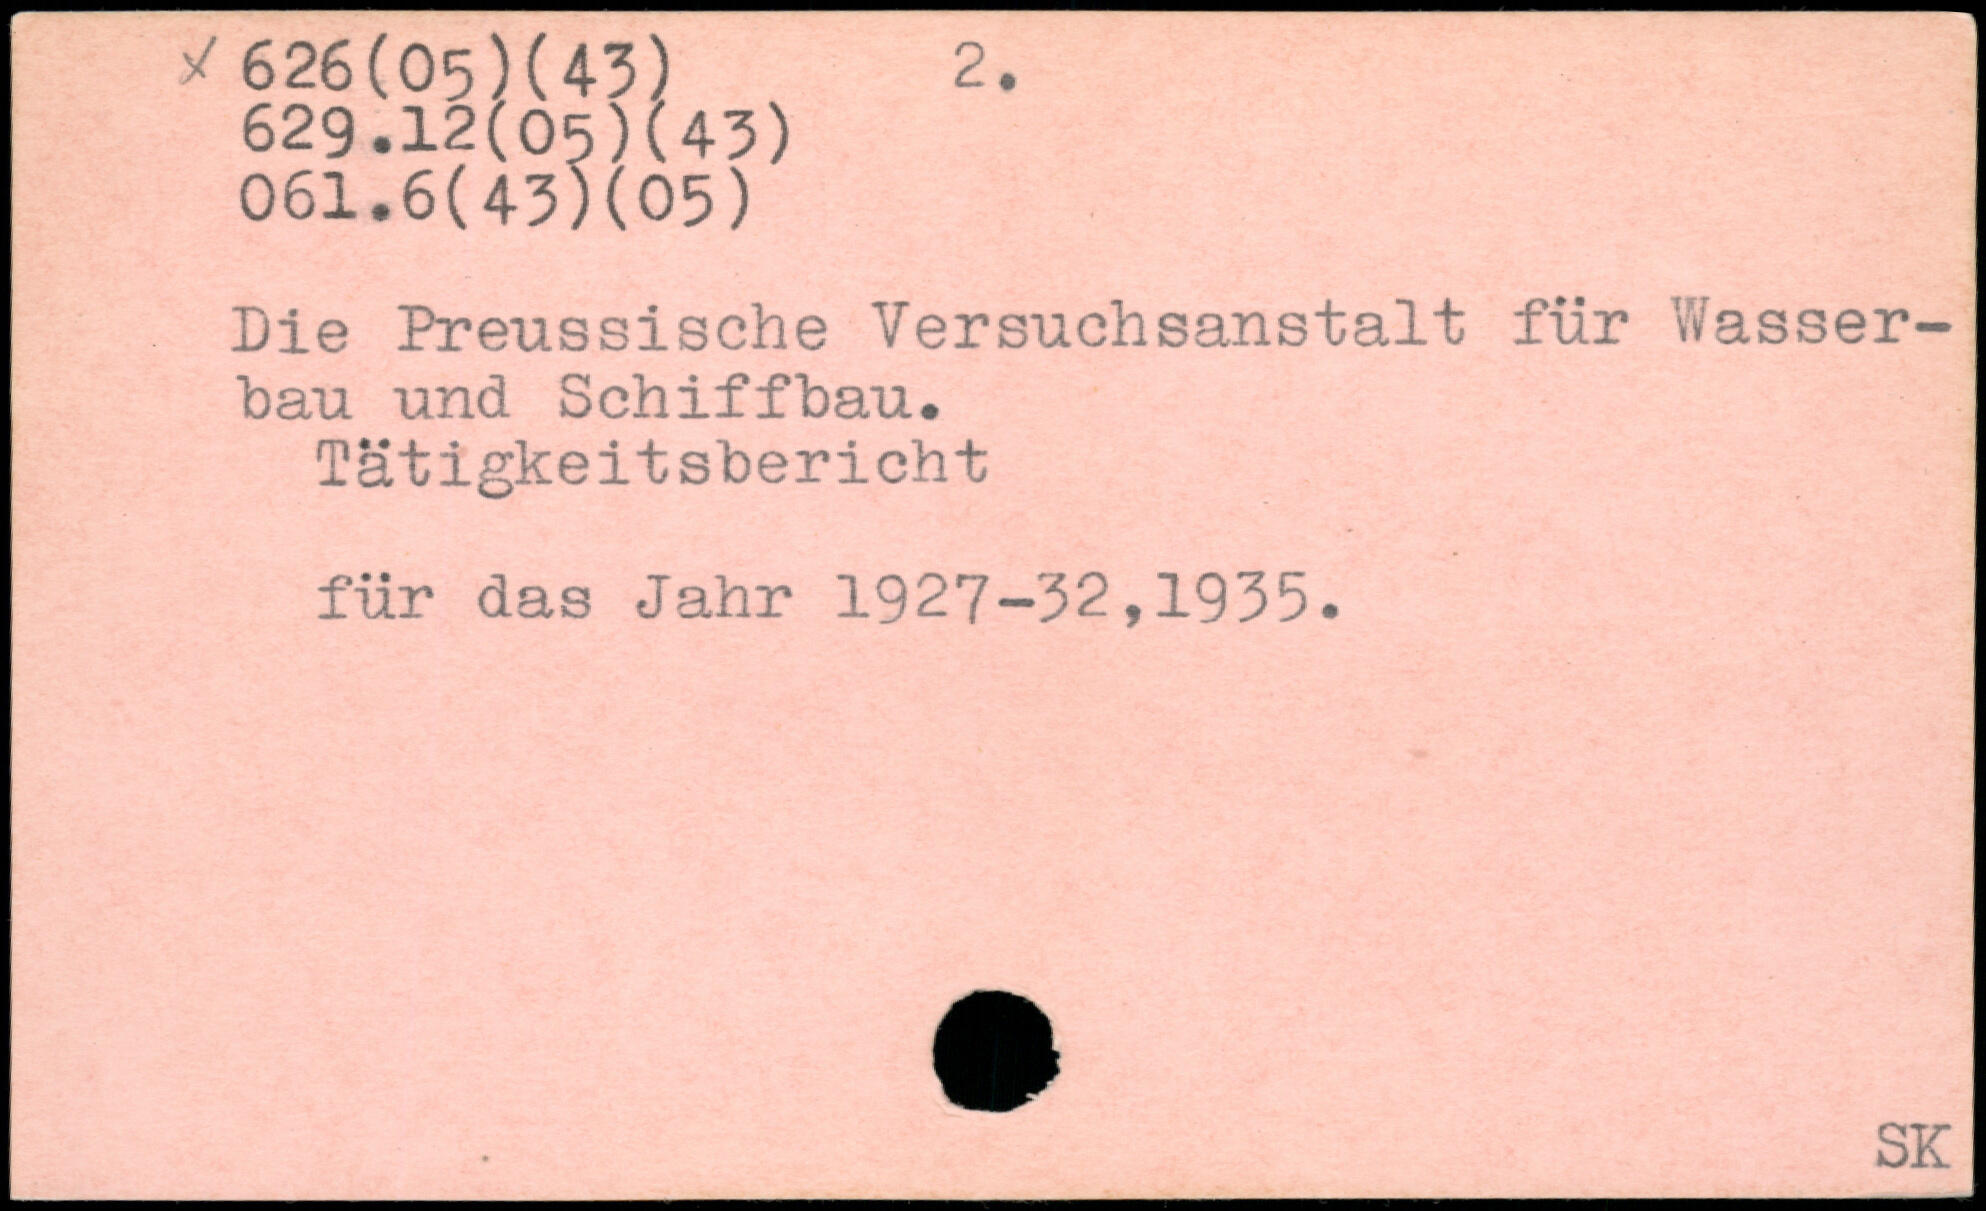 x 626(05)(43) 2.
629.12(05)(43)
061.6(43)(05)
Die Preussische Versuchsanstalt für Wasser-
bau und Schiffbau.
Tätigkeitsbericht
für das Jahr 1927-32,1935.
SK